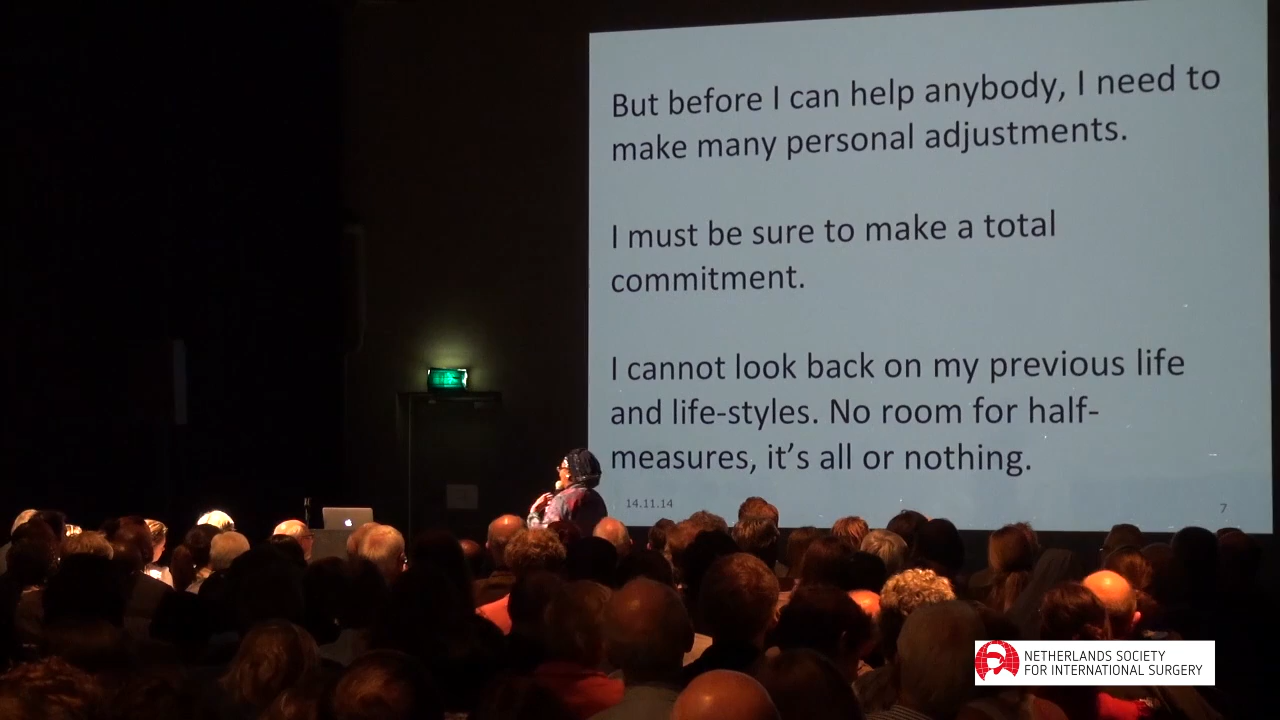 But before I can help anybody, I need to
make many personal adjustments.
I must be sure to make a total
commitment.
I cannot look back on my previous life
and life-styles. No room for half-
measures, it’s all or nothing.
14.11.14
7
NETHERLANDS SOCIETY
FOR INTERNATIONAL SURGERY